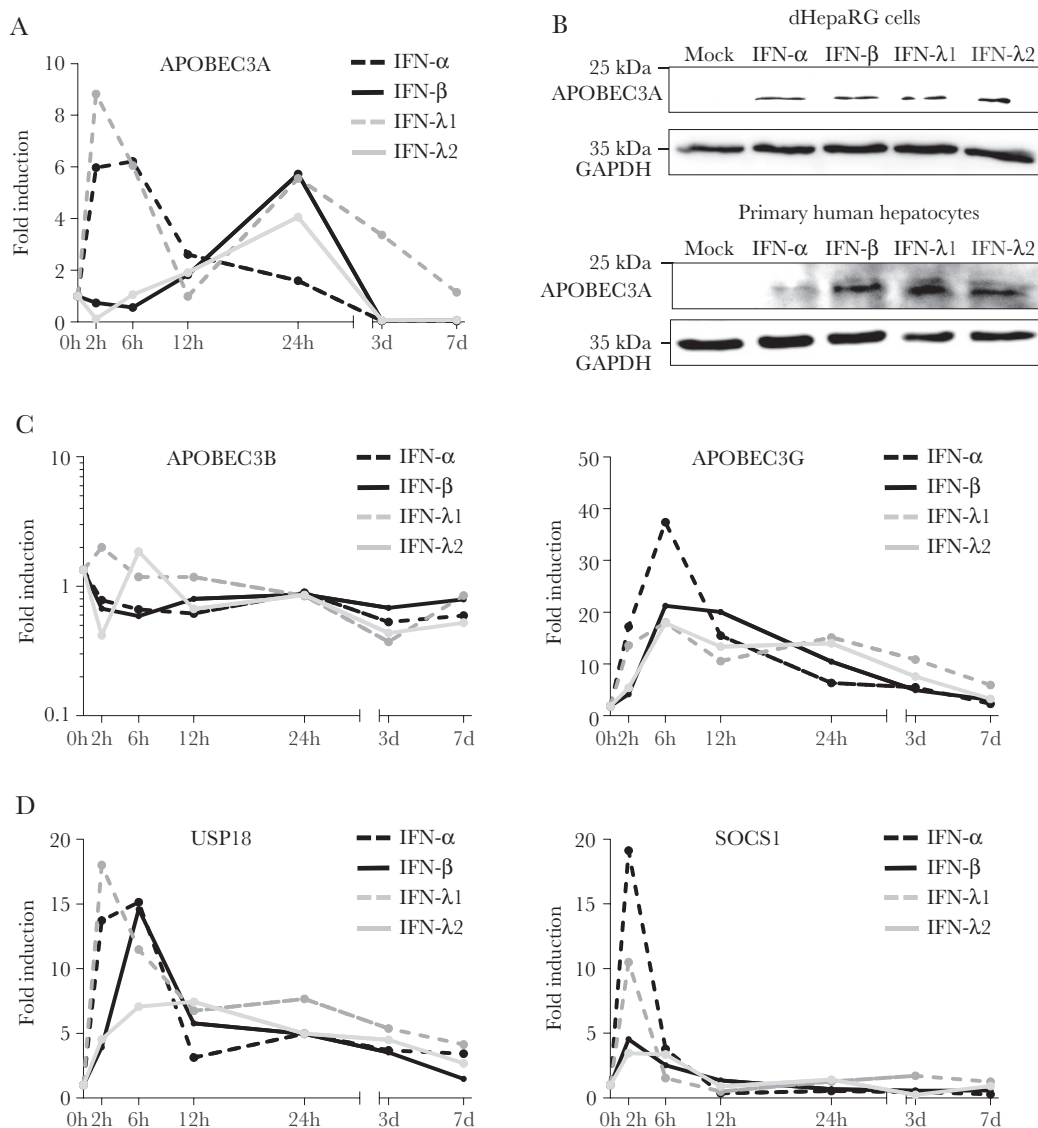 A
APOBEC3A
IFN-α
IFN-β
IFN-λ1
IFN-λ2
Fold induction
10
8
6
4
2
0
0h 2h 6h 12h 24h 3d 7d
B
dHepaRG cells
Mock IFN-α IFN-β IFN-λ1 IFN-λ2
25 kDa
APOBEC3A
35 kDa
GAPDH
Primary human hepatocytes
Mock IFN-α IFN-β IFN-λ1 IFN-λ2
25 kDa
APOBEC3A
35 kDa
GAPDH
C
APOBEC3B
IFN-α
IFN-β
IFN-λ1
IFN-λ2
Fold induction
10
1
0.1
0h 2h 6h 12h 24h 3d 7d
APOBEC3G
IFN-α
IFN-β
IFN-λ1
IFN-λ2
Fold induction
50
40
30
20
10
0
0h 2h 6h 12h 24h 3d 7d
D
USP18
IFN-α
IFN-β
IFN-λ1
IFN-λ2
Fold induction
20
15
10
5
0
0h 2h 6h 12h 24h 3d 7d
SOCS1
IFN-α
IFN-β
IFN-λ1
IFN-λ2
Fold induction
20
15
10
5
0
0h 2h 6h 12h 24h 3d 7d